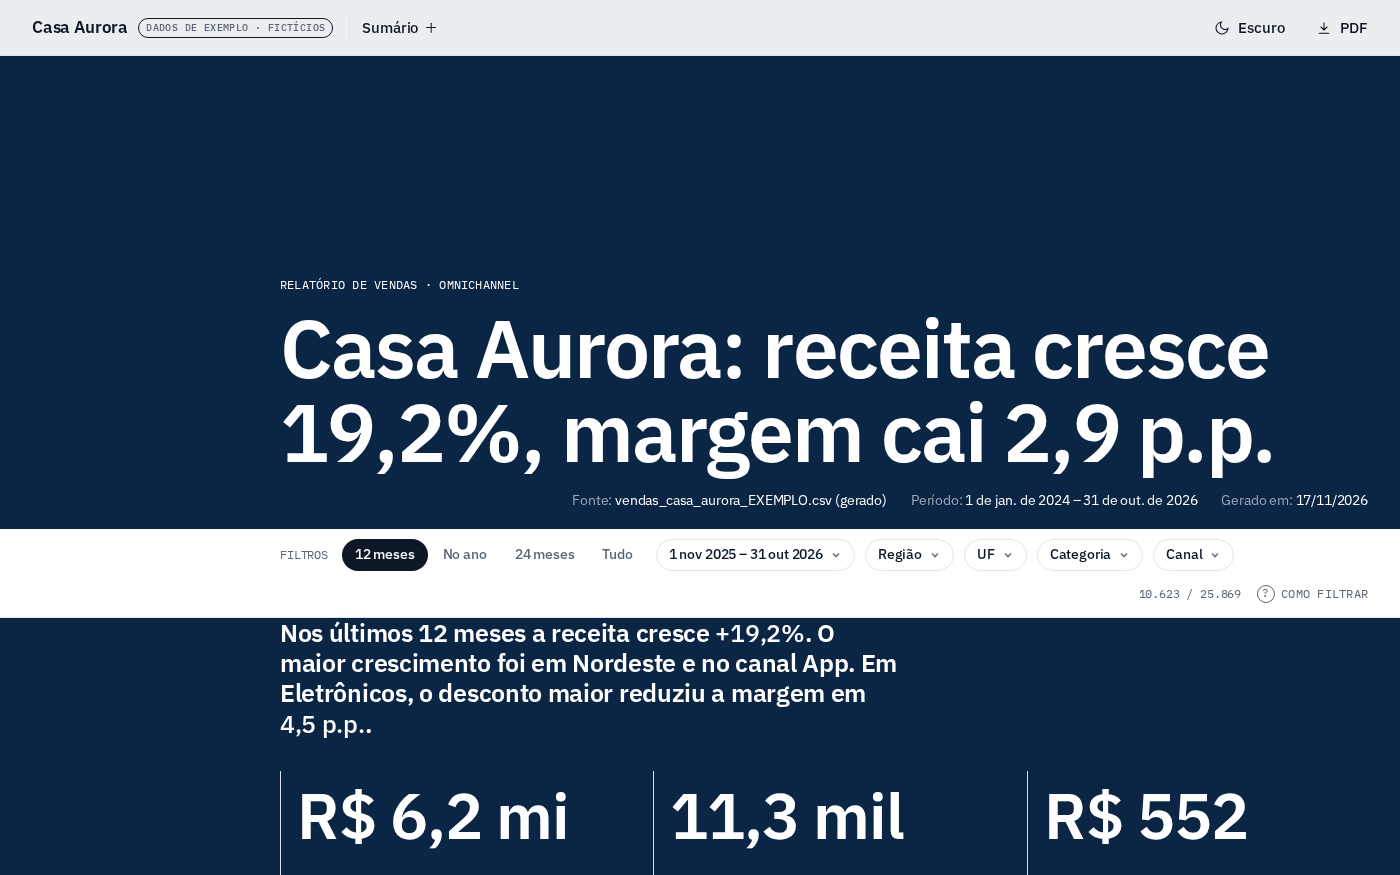 Casa Aurora DADOS DE EXEMPLO · FICTÍCIOS Sumário + Escuro PDF
RELATÓRIO DE VENDAS · OMNICHANNEL
Casa Aurora: receita cresce
19,2%, margem cai 2,9 p.p.
Fonte: vendas_casa_aurora_EXEMPLO.csv (gerado) Período: 1 de jan. de 2024 – 31 de out. de 2026 Gerado em: 17/11/2026
FILTROS 12 meses No ano 24 meses Tudo 1 nov 2025 – 31 out 2026 Região UF Categoria Canal
10.623 / 25.869 ? COMO FILTRAR
Nos últimos 12 meses a receita cresce +19,2%. O
maior crescimento foi em Nordeste e no canal App. Em
Eletrônicos, o desconto maior reduziu a margem em
4,5 p.p..
R$ 6,2 mi 11,3 mil R$ 552